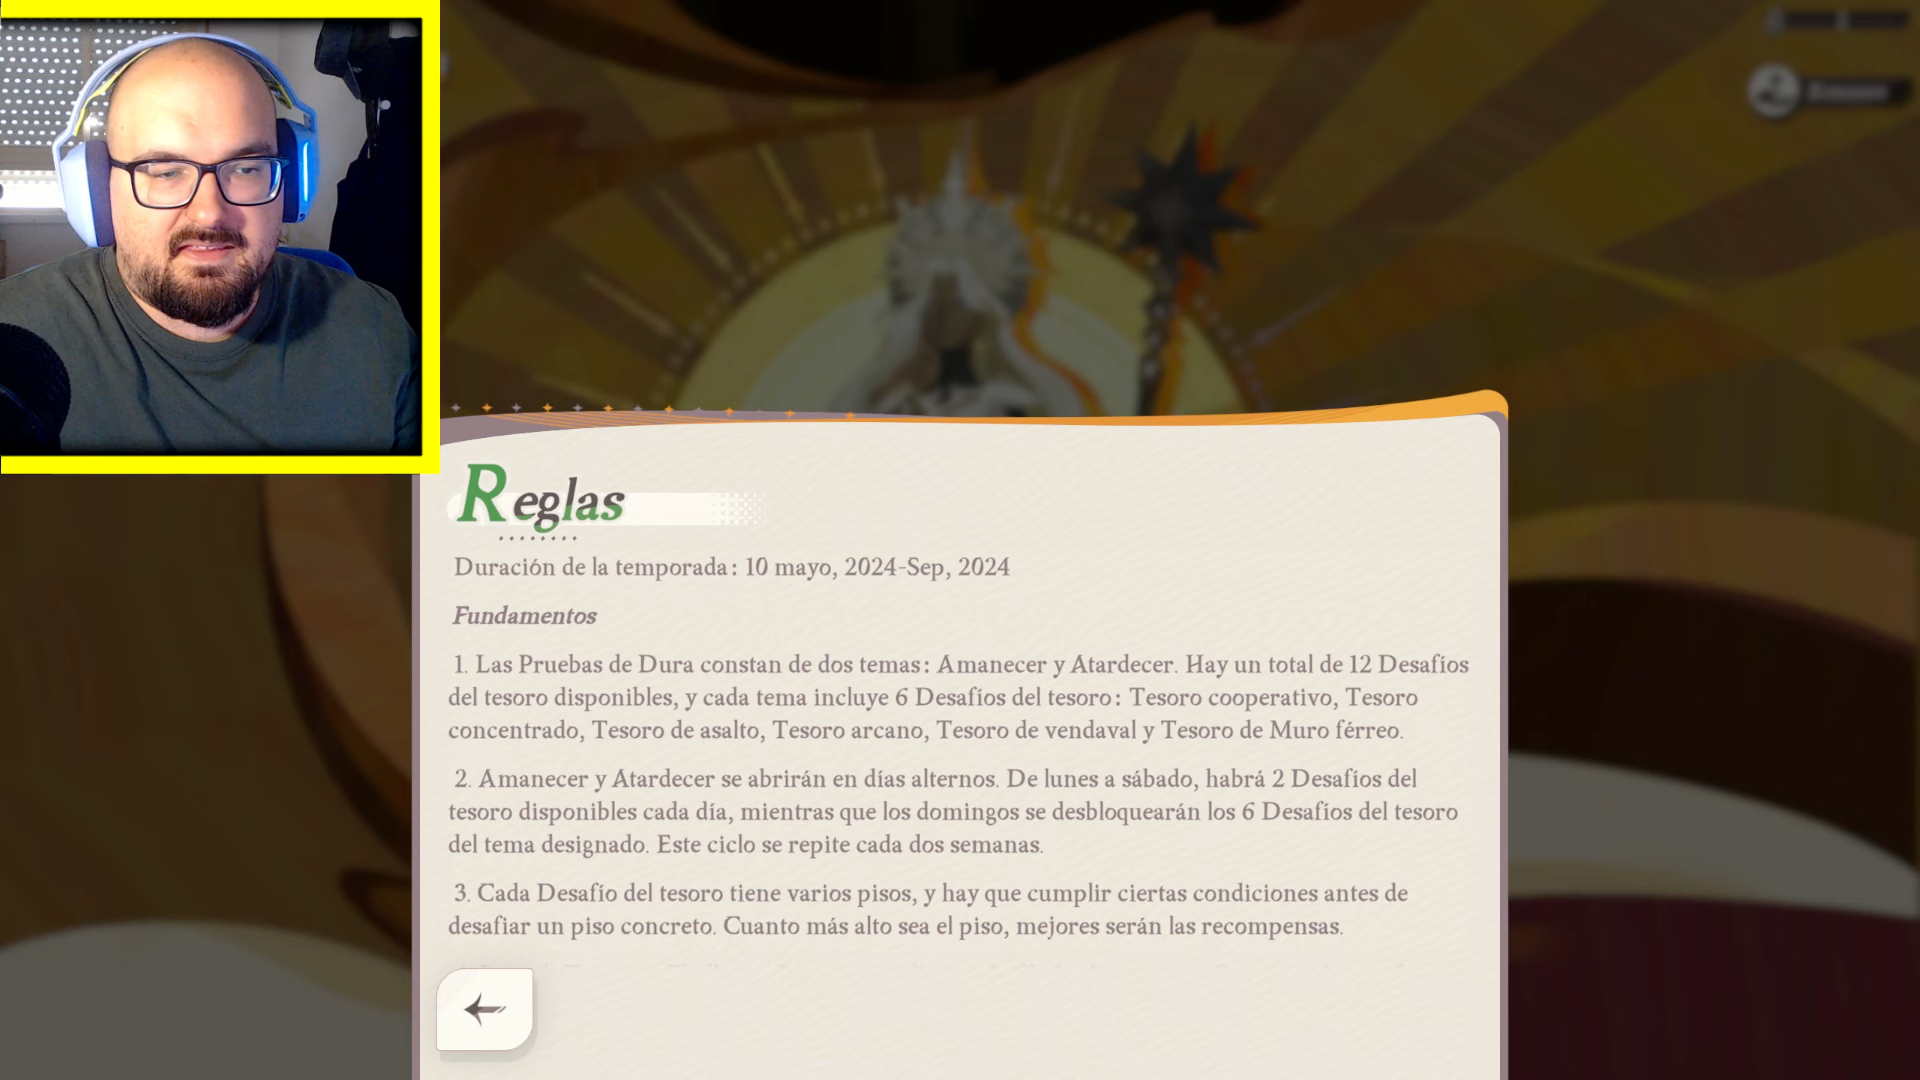 Reglas
Duración de la temporada: 10 mayo, 2024-Sep, 2024
Fundamentos
1. Las Pruebas de Dura constan de dos temas: Amanecer y Atardecer. Hay un total de 12 Desafíos
del tesoro disponibles, y cada tema incluye 6 Desafíos del tesoro: Tesoro cooperativo, Tesoro
concentrado, Tesoro de asalto, Tesoro arcano, Tesoro de vendaval y Tesoro de Muro férreo.
2. Amanecer y Atardecer se abrirán en días alternos. De lunes a sábado, habrá 2 Desafíos del
tesoro disponibles cada día, mientras que los domingos se desbloquearán los 6 Desafíos del tesoro
del tema designado. Este ciclo se repite cada dos semanas.
3. Cada Desafío del tesoro tiene varios pisos, y hay que cumplir ciertas condiciones antes de
desafiar un piso concreto. Cuanto más alto sea el piso, mejores serán las recompensas.